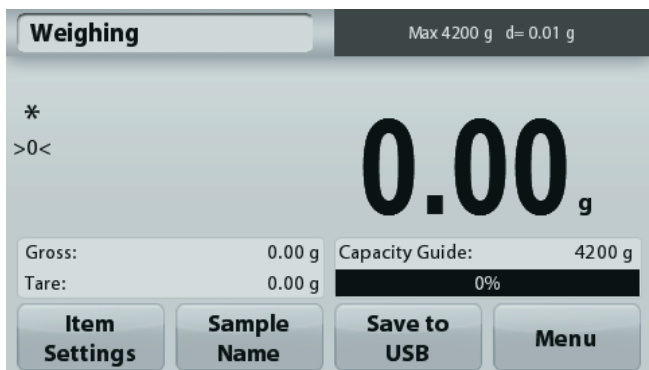 Weighing
Max 4200 g d= 0.01 g
*
>0<
0.00 g
Gross: 0.00 g
Tare: 0.00 g
Capacity Guide: 4200 g
0%
Item
Settings
Sample
Name
Save to
USB
Menu